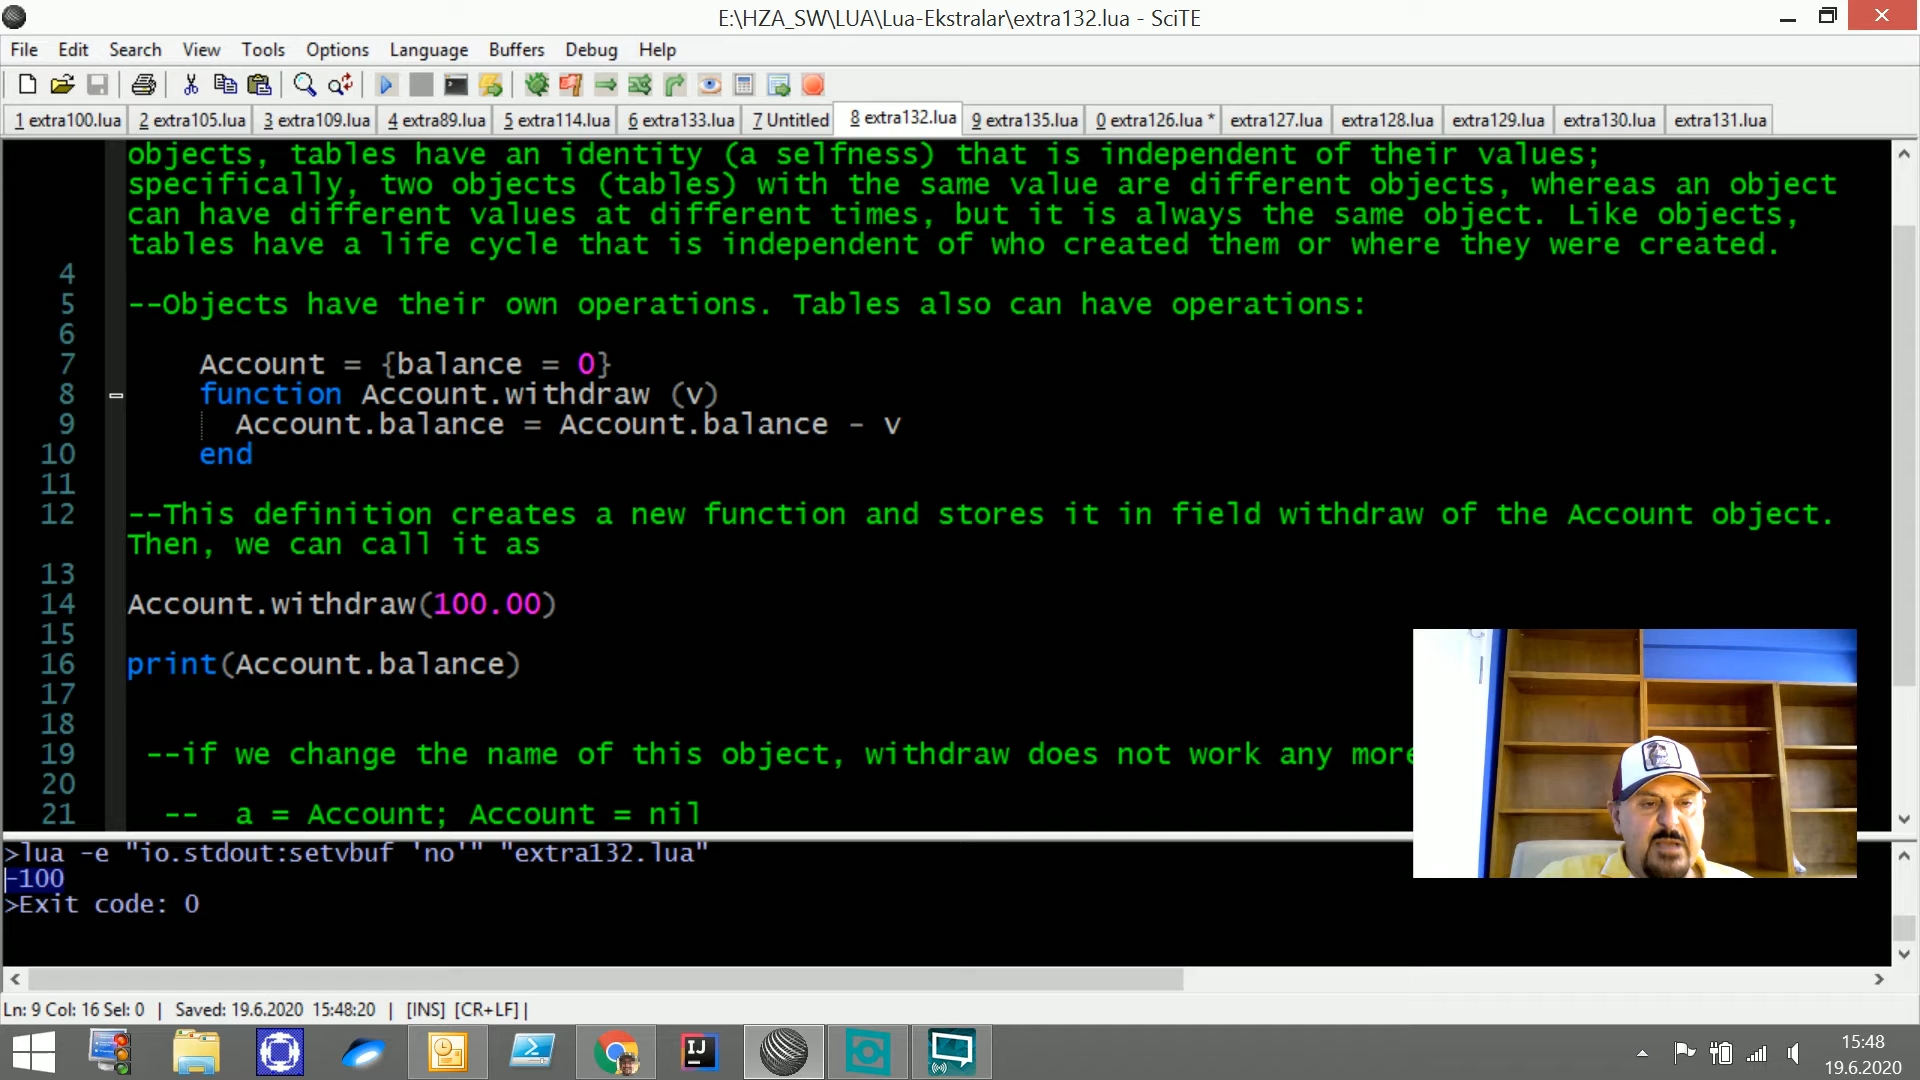 E:\HZA_SW\LUA\Lua-Ekstralar\extra132.lua - SciTE
File Edit Search View Tools Options Language Buffers Debug Help
1 extra100.lua 2 extra105.lua 3 extra109.lua 4 extra89.lua 5 extra114.lua 6 extra133.lua 7 Untitled 8 extra132.lua 9 extra135.lua 0 extra126.lua * extra127.lua extra128.lua extra129.lua extra130.lua extra131.lua
objects, tables have an identity (a selfness) that is independent of their values;
specifically, two objects (tables) with the same value are different objects, whereas an object
can have different values at different times, but it is always the same object. Like objects,
tables have a life cycle that is independent of who created them or where they were created.
4
5 --Objects have their own operations. Tables also can have operations:
6
7 Account = {balance = 0}
8 function Account.withdraw (v)
9 Account.balance = Account.balance - v
10 end
11
12 --This definition creates a new function and stores it in field withdraw of the Account object.
Then, we can call it as
13
14 Account.withdraw(100.00)
15
16 print(Account.balance)
17
18
19 --if we change the name of this object, withdraw does not work any more
20
21 -- a = Account; Account = nil
>lua -e "io.stdout:setvbuf 'no'" "extra132.lua"
-100
>Exit code: 0
Ln: 9 Col: 16 Sel: 0 | Saved: 19.6.2020 15:48:20 | [INS] [CR+LF] |
IJ
15:48
19.6.2020